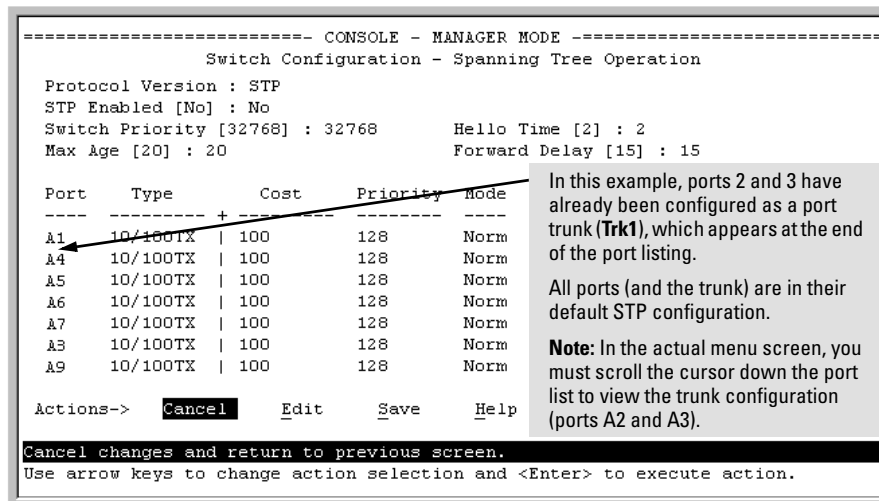 ============================- CONSOLE - MANAGER MODE -============================
Switch Configuration - Spanning Tree Operation
Protocol Version : STP
STP Enabled [No] : No
Switch Priority [32768] : 32768 Hello Time [2] : 2
Max Age [20] : 20 Forward Delay [15] : 15
Port Type Cost Priority Mode
---- --------- + --------- -------- ----
A1 10/100TX | 100 128 Norm
A4 10/100TX | 100 128 Norm
A5 10/100TX | 100 128 Norm
A6 10/100TX | 100 128 Norm
A7 10/100TX | 100 128 Norm
A3 10/100TX | 100 128 Norm
A9 10/100TX | 100 128 Norm
In this example, ports 2 and 3 have
already been configured as a port
trunk (Trk1), which appears at the end
of the port listing.
All ports (and the trunk) are in their
default STP configuration.
Note: In the actual menu screen, you
must scroll the cursor down the port
list to view the trunk configuration
(ports A2 and A3).
Actions-> Cancel Edit Save Help
Cancel changes and return to previous screen.
Use arrow keys to change action selection and <Enter> to execute action.